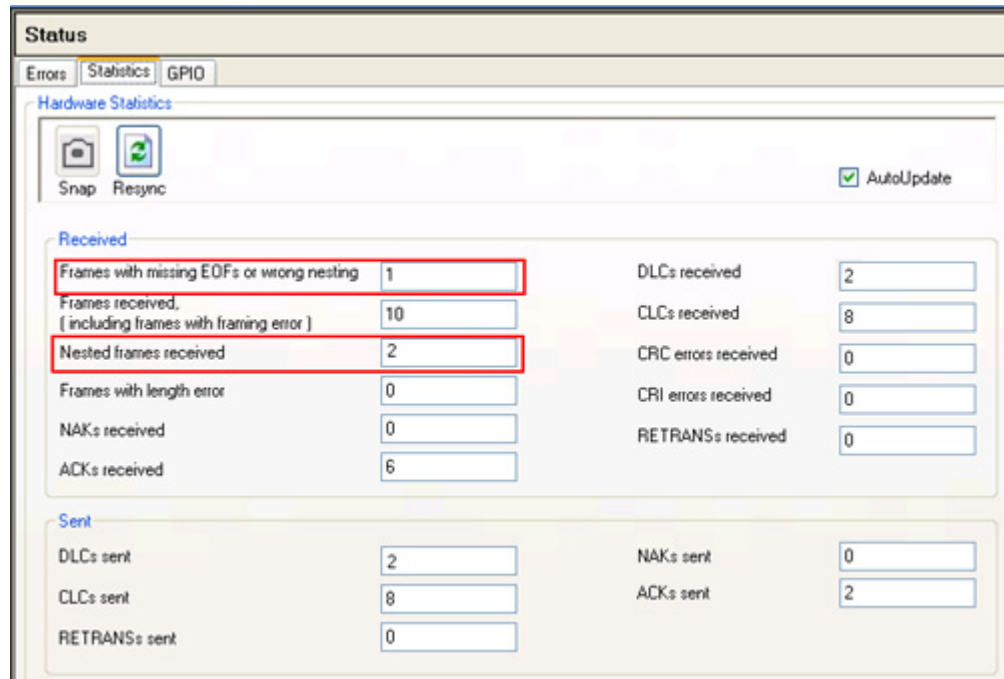 Status
Errors Statistics GPIO
Hardware Statistics
Snap Resync
AutoUpdate
Received
Frames with missing EOFs or wrong nesting 1
Frames received,
( including frames with framing error ) 10
Nested frames received 2
Frames with length error 0
NAKs received 0
ACKs received 6
DLCs received 2
CLCs received 8
CRC errors received 0
CRI errors received 0
RETRANSs received 0
Sent
DLCs sent 2
CLCs sent 8
RETRANSs sent 0
NAKs sent 0
ACKs sent 2